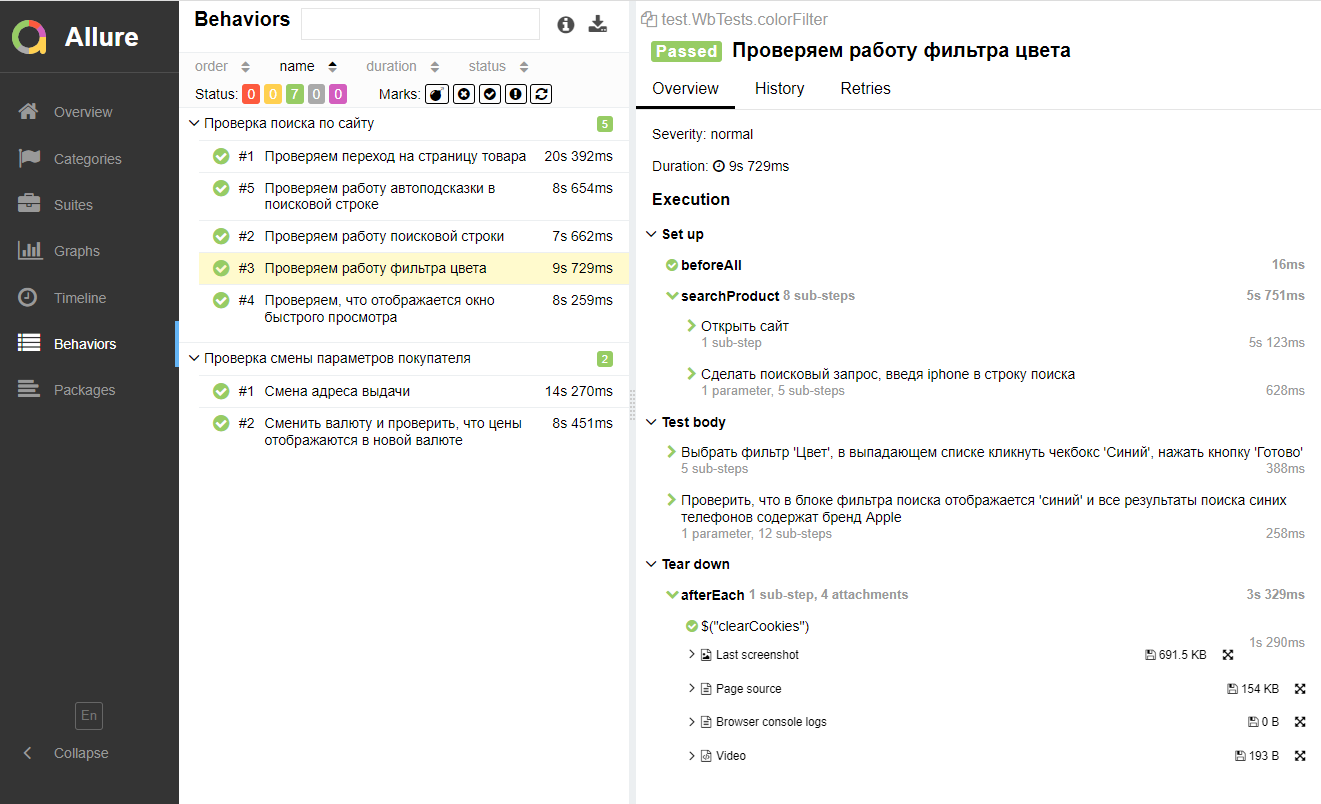 Allure
Overview
Categories
Suites
Graphs
Timeline
Behaviors
Packages
En
Collapse
Behaviors
order name duration status
Status: 0 0 7 0 0 Marks:
Проверка поиска по сайту 5
#1 Проверяем переход на страницу товара 20s 392ms
#5 Проверяем работу автоподсказки в 8s 654ms
поисковой строке
#2 Проверяем работу поисковой строки 7s 662ms
#3 Проверяем работу фильтра цвета 9s 729ms
#4 Проверяем, что отображается окно 8s 259ms
быстрого просмотра
Проверка смены параметров покупателя 2
#1 Смена адреса выдачи 14s 270ms
#2 Сменить валюту и проверить, что цены 8s 451ms
отображаются в новой валюте
test.WbTests.colorFilter
Passed Проверяем работу фильтра цвета
Overview History Retries
Severity: normal
Duration: 9s 729ms
Execution
Set up
beforeAll 16ms
searchProduct 8 sub-steps 5s 751ms
Открыть сайт
1 sub-step 5s 123ms
Сделать поисковый запрос, введя iphone в строку поиска
1 parameter, 5 sub-steps 628ms
Test body
Выбрать фильтр 'Цвет', в выпадающем списке кликнуть чекбокс 'Синий', нажать кнопку 'Готово'
5 sub-steps 388ms
Проверить, что в блоке фильтра поиска отображается 'синий' и все результаты поиска синих
телефонов содержат бренд Apple
1 parameter, 12 sub-steps 258ms
Tear down
afterEach 1 sub-step, 4 attachments 3s 329ms
$("clearCookies")
1s 290ms
Last screenshot 691.5 KB
Page source 154 KB
Browser console logs 0 B
Video 193 B